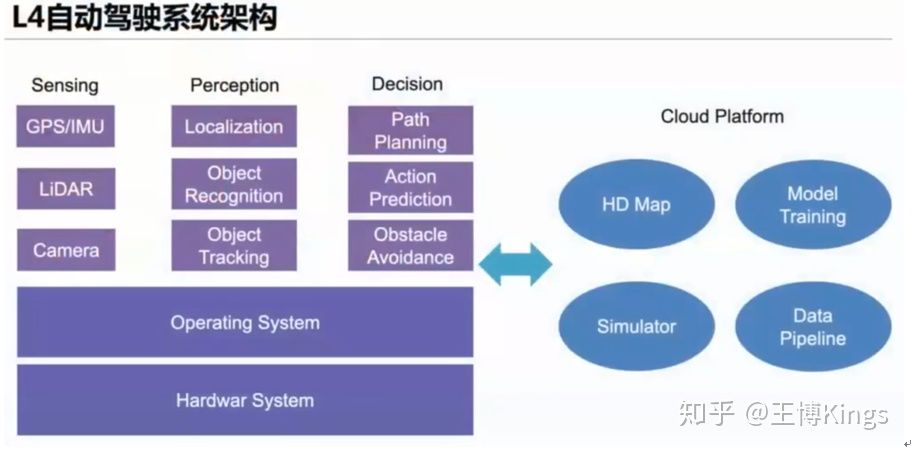 L4自动驾驶系统架构
Sensing
Perception
Decision
GPS/IMU
Localization
Path
Planning
LiDAR
Object
Recognition
Action
Prediction
Camera
Object
Tracking
Obstacle
Avoidance
Operating System
Hardwar System
Cloud Platform
HD Map
Model
Training
Simulator
Data
Pipeline
知乎 @王博Kings